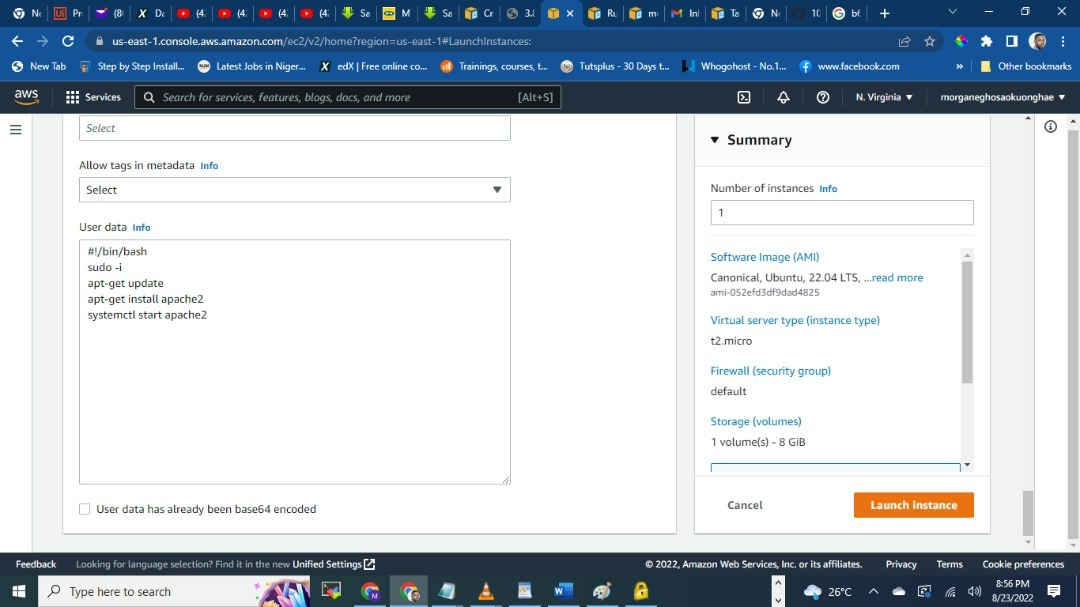 Ne
Pr
(8
Da
(4
(4
(4
(4
Sa
M
Sa
Cr
3.
Ru
m
In
Ta
Ne
10
b6
us-east-1.console.aws.amazon.com/ec2/v2/home?region=us-east-1#LaunchInstances:
New Tab
Step by Step Install...
Latest Jobs in Niger...
edX | Free online co...
Trainings, courses, t...
Tutsplus - 30 Days t...
Whogohost - No.1...
www.facebook.com
»
Other bookmarks
aws
Services
Search for services, features, blogs, docs, and more
[Alt+S]
N. Virginia
morganeghosaokuonghae
Select
Allow tags in metadata Info
Select
User data Info
#!/bin/bash
sudo -i
apt-get update
apt-get install apache2
systemctl start apache2
User data has already been base64 encoded
Summary
Number of instances Info
1
Software Image (AMI)
Canonical, Ubuntu, 22.04 LTS, ...read more
ami-052efd3df9dad4825
Virtual server type (instance type)
t2.micro
Firewall (security group)
default
Storage (volumes)
1 volume(s) - 8 GiB
Cancel
Launch instance
Feedback
Looking for language selection? Find it in the new Unified Settings
© 2022, Amazon Web Services, Inc. or its affiliates.
Privacy
Terms
Cookie preferences
Type here to search
26°C
8:56 PM
8/23/2022